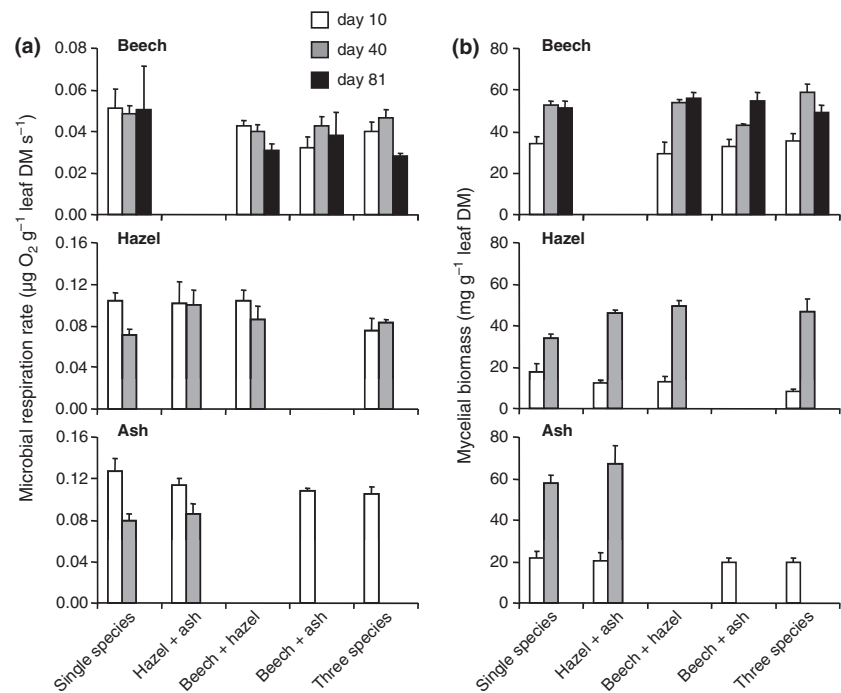 day 10
day 40
day 81
(a)
Beech
0.08
0.06
0.04
0.02
0.00
Hazel
0.16
0.12
0.08
0.04
0.00
Ash
0.16
0.12
0.08
0.04
0.00
Microbial respiration rate (µg O₂ g⁻¹ leaf DM s⁻¹)
Single species
Hazel + ash
Beech + hazel
Beech + ash
Three species
(b)
Beech
80
60
40
20
0
Hazel
80
60
40
20
0
Ash
80
60
40
20
0
Mycelial biomass (mg g⁻¹ leaf DM)
Single species
Hazel + ash
Beech + hazel
Beech + ash
Three species